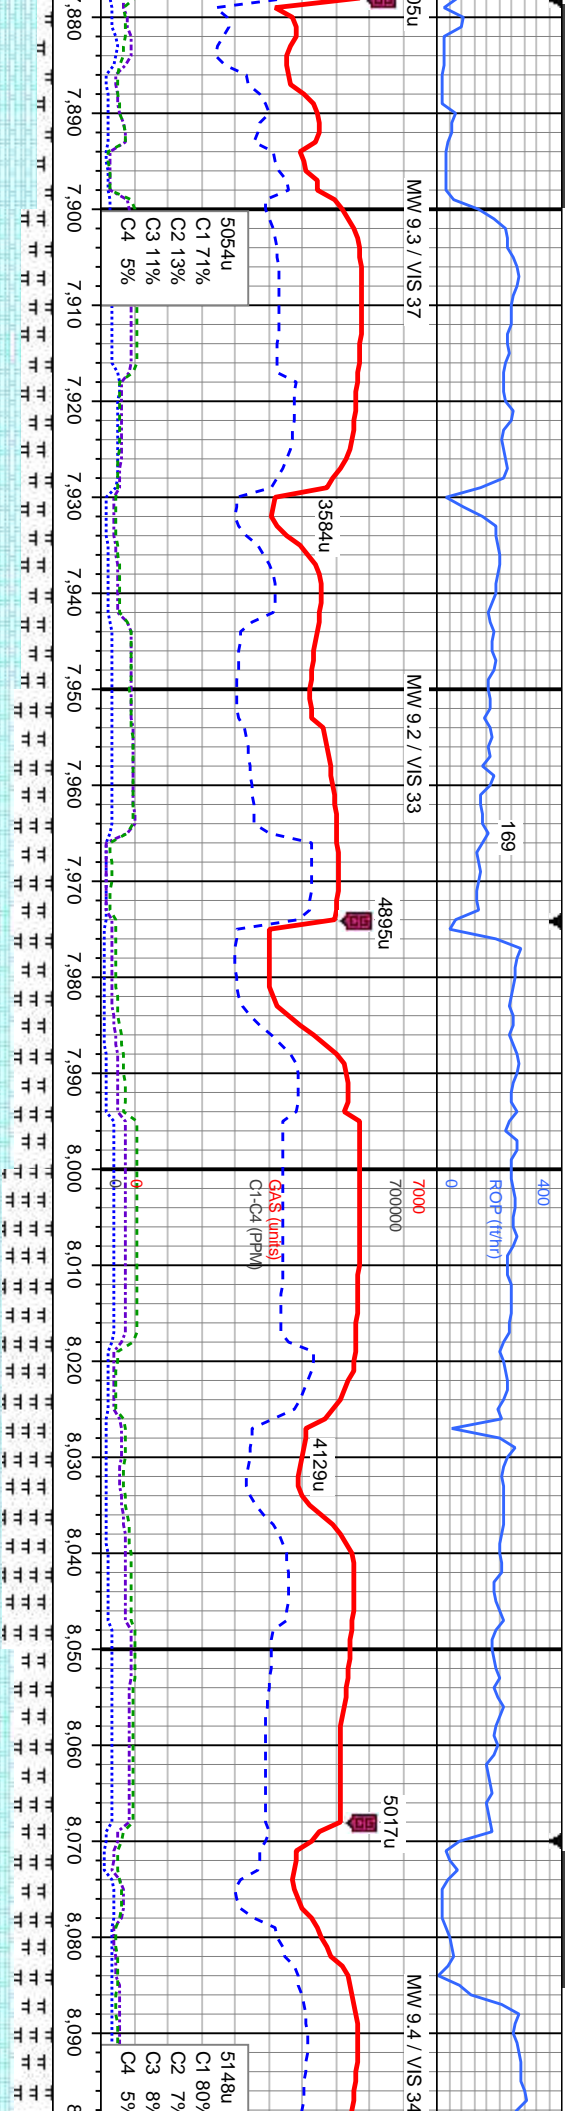 05u
MW 9.3 / VIS 37
5054u
C1 71%
C2 13%
C3 11%
C4 5%
3584u
MW 9.2 / VIS 33
169
4895u
CG
400
ROP (ft/hr)
0
7000
700000
GAS (units)
C1-C4 (PPM)
0
0
4129u
5017u
CG
MW 9.4 / VIS 34
5148u
C1 80%
C2 7%
C3 8%
C4 5%
7,880
7,890
7,900
7,910
7,920
7,930
7,940
7,950
7,960
7,970
7,980
7,990
8,000
8,010
8,020
8,030
8,040
8,050
8,060
8,070
8,080
8,090